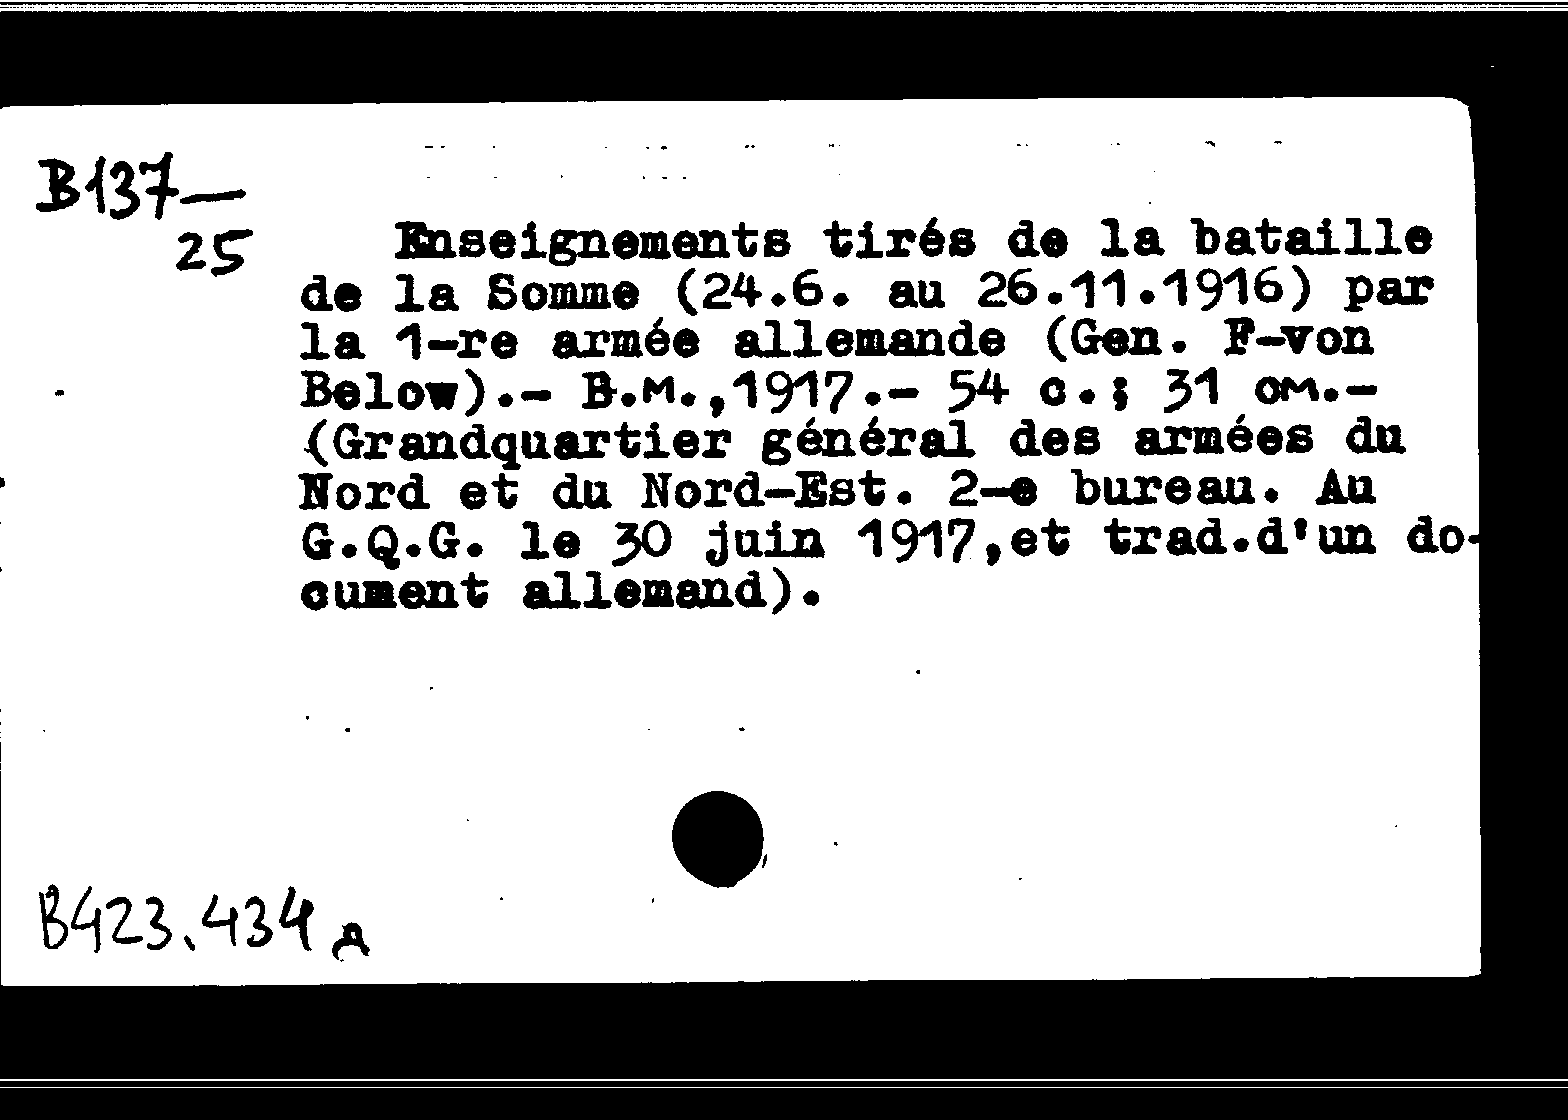 B137—
25
Enseignements tirés de la bataille
de la Somme (24.6. au 26.11.1916) par
la 1-re armée allemande (Gen. F-von
Below).- Б.м.,1917.- 54 с.; 31 см.-
(Grandquartier général des armées du
Nord et du Nord-Est. 2-e bureau. Au
G.Q.G. le 30 juin 1917,et trad.d'un do-
cument allemand).
B423.434 д